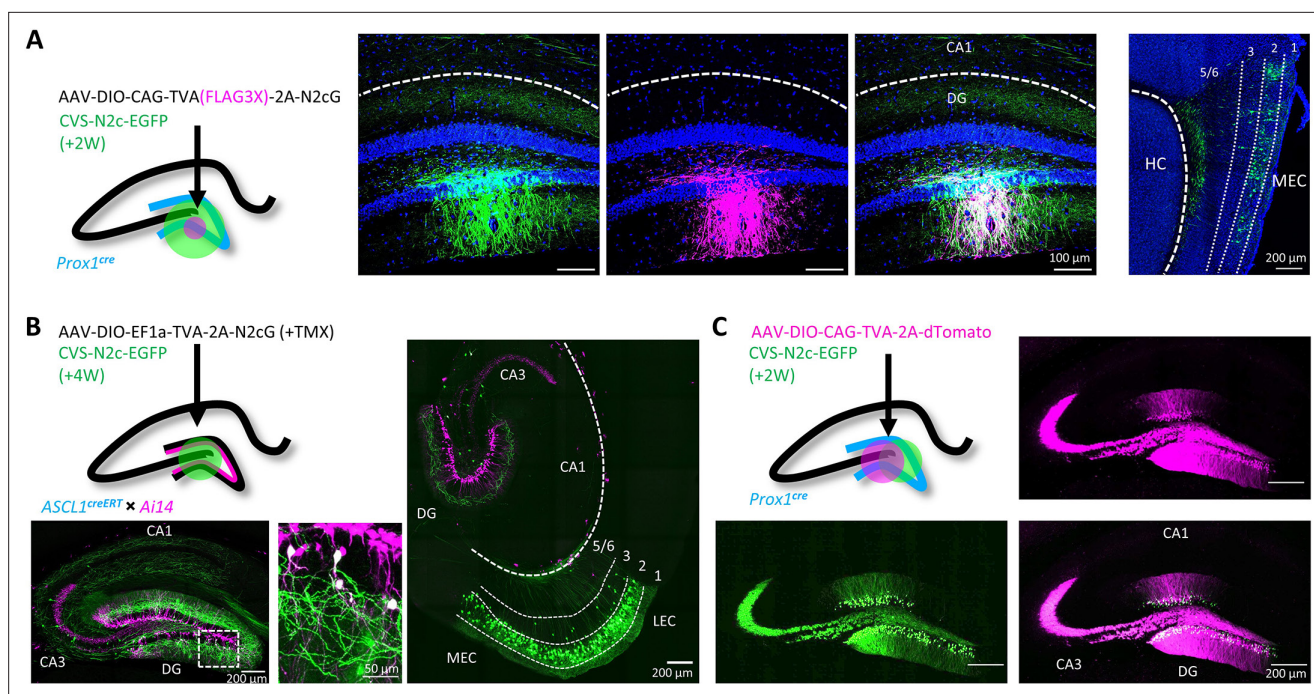 A
AAV-DIO-CAG-TVA(FLAG3X)-2A-N2cG
CVS-N2c-EGFP
(+2W)
Prox1cre
CA1
DG
100 µm
HC
5/6
3
2
1
MEC
200 µm
B
AAV-DIO-EF1a-TVA-2A-N2cG (+TMX)
CVS-N2c-EGFP
(+4W)
ASCL1creERT × Ai14
CA1
CA3
DG
200 µm
50 µm
CA3
CA1
DG
5/6
3
2
1
LEC
MEC
200 µm
C
AAV-DIO-CAG-TVA-2A-dTomato
CVS-N2c-EGFP
(+2W)
Prox1cre
CA1
CA3
DG
200 µm